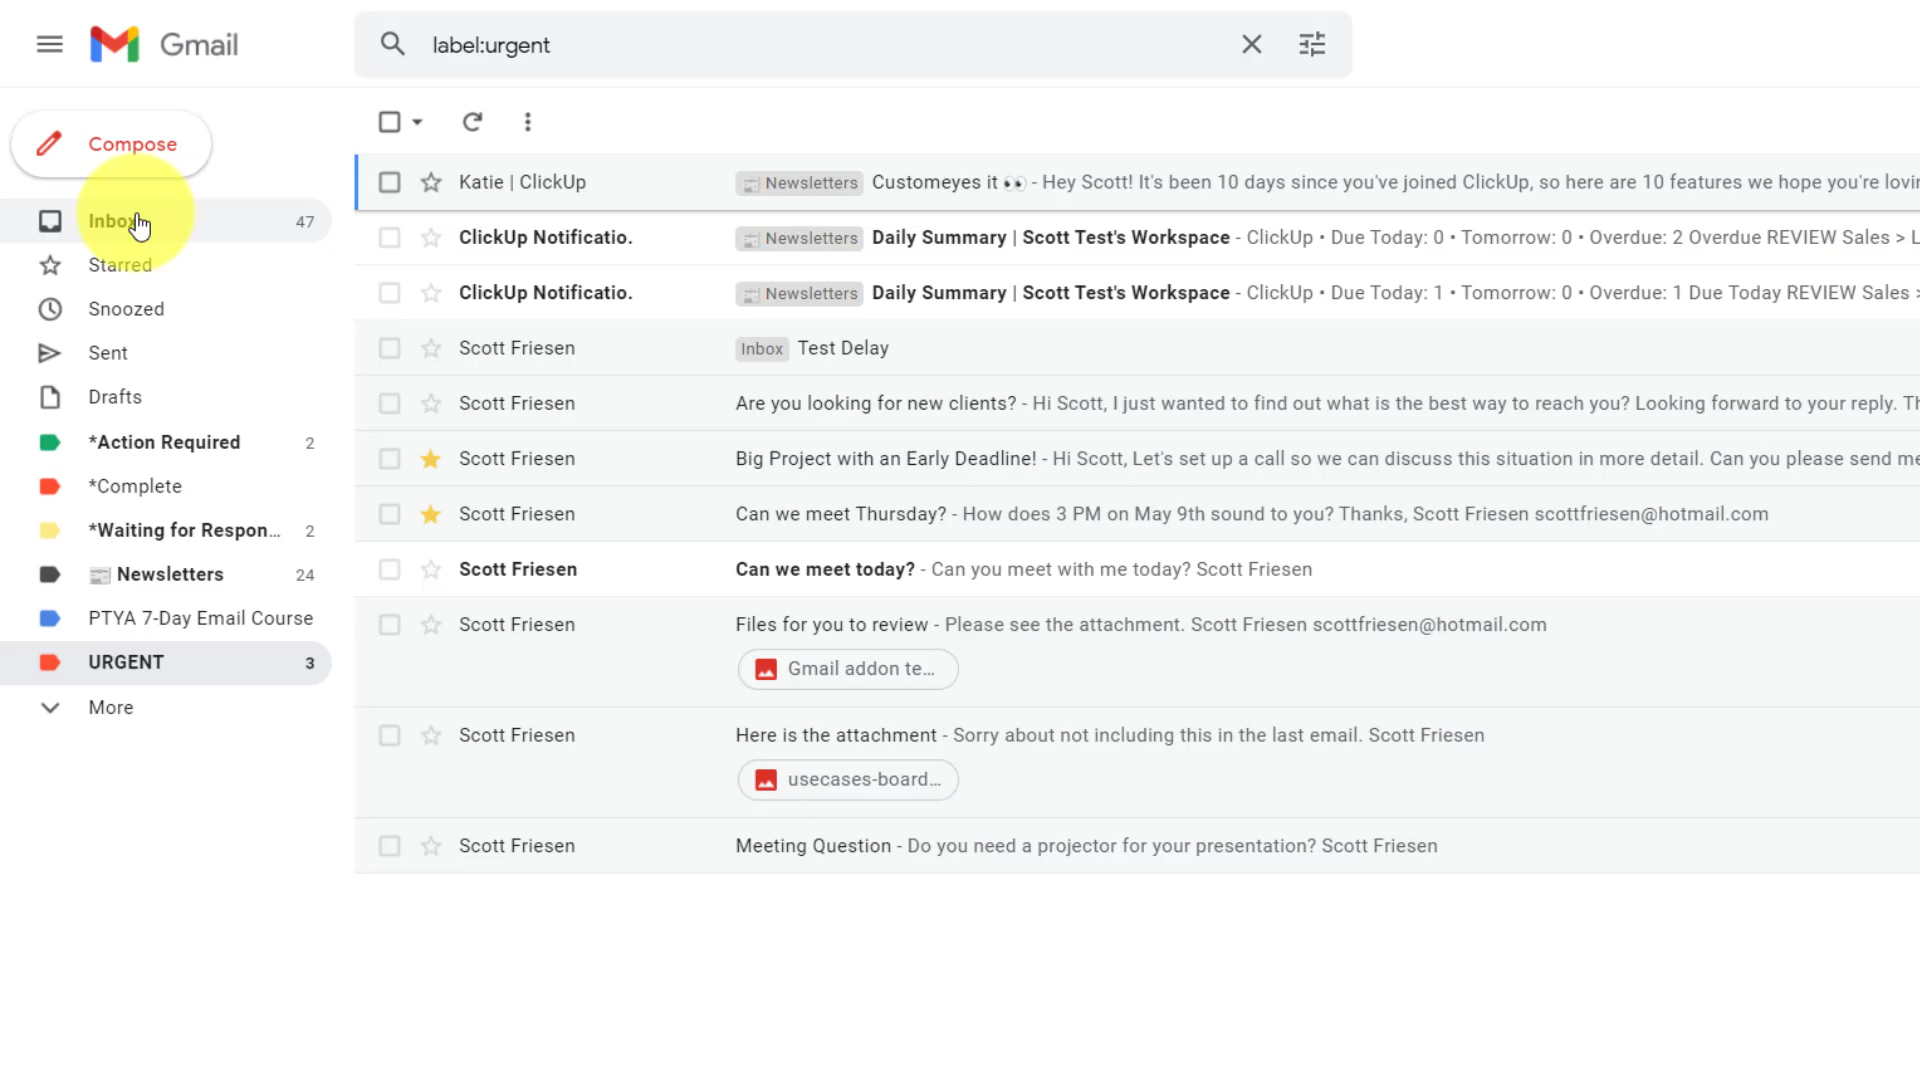 Gmail
label:urgent
Compose
Inbox 47
Starred
Snoozed
Sent
Drafts
*Action Required 2
*Complete
*Waiting for Respon... 2
Newsletters 24
PTYA 7-Day Email Course
URGENT 3
More
Katie | ClickUp Newsletters Customeyes it 👀 - Hey Scott! It's been 10 days since you've joined ClickUp, so here are 10 features we hope you're lovi
ClickUp Notificatio. Newsletters Daily Summary | Scott Test's Workspace - ClickUp • Due Today: 0 • Tomorrow: 0 • Overdue: 2 Overdue REVIEW Sales > L
ClickUp Notificatio. Newsletters Daily Summary | Scott Test's Workspace - ClickUp • Due Today: 1 • Tomorrow: 0 • Overdue: 1 Due Today REVIEW Sales >
Scott Friesen Inbox Test Delay
Scott Friesen Are you looking for new clients? - Hi Scott, I just wanted to find out what is the best way to reach you? Looking forward to your reply. Th
Scott Friesen Big Project with an Early Deadline! - Hi Scott, Let's set up a call so we can discuss this situation in more detail. Can you please send me
Scott Friesen Can we meet Thursday? - How does 3 PM on May 9th sound to you? Thanks, Scott Friesen scottfriesen@hotmail.com
Scott Friesen Can we meet today? - Can you meet with me today? Scott Friesen
Scott Friesen Files for you to review - Please see the attachment. Scott Friesen scottfriesen@hotmail.com
Gmail addon te...
Scott Friesen Here is the attachment - Sorry about not including this in the last email. Scott Friesen
usecases-board...
Scott Friesen Meeting Question - Do you need a projector for your presentation? Scott Friesen